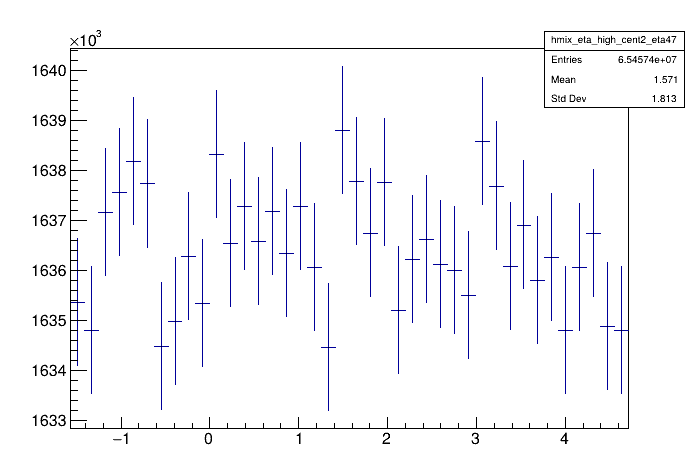 ×10³
hmix_eta_high_cent2_eta47
Entries 6.54574e+07
Mean 1.571
Std Dev 1.813
1640
1639
1638
1637
1636
1635
1634
1633
−1 0 1 2 3 4